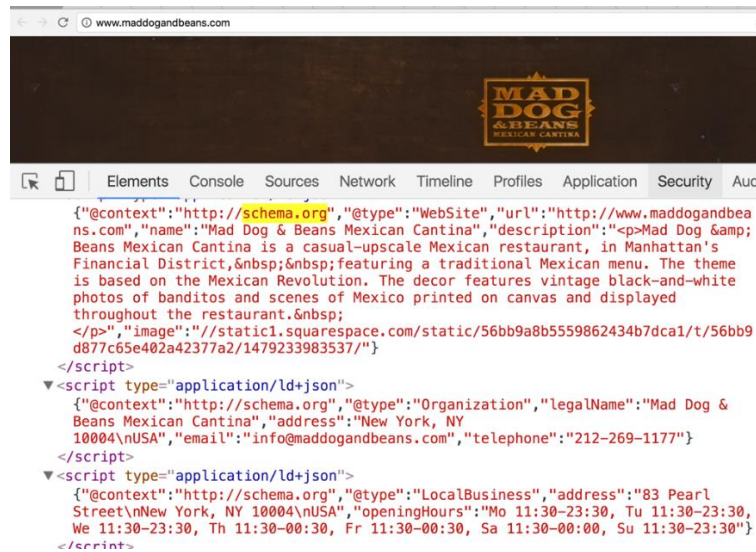 www.maddogandbeans.com
MAD
DOG
& BEANS
MEXICAN CANTINA
Elements Console Sources Network Timeline Profiles Application Security Aud
{"@context":"http://schema.org","@type":"WebSite","url":"http://www.maddogandbea
ns.com","name":"Mad Dog & Beans Mexican Cantina","description":"<p>Mad Dog &amp;
Beans Mexican Cantina is a casual-upscale Mexican restaurant, in Manhattan's
Financial District,&nbsp;&nbsp;featuring a traditional Mexican menu. The theme
is based on the Mexican Revolution. The decor features vintage black-and-white
photos of banditos and scenes of Mexico printed on canvas and displayed
throughout the restaurant.&nbsp;
</p>","image":"//static1.squarespace.com/static/56bb9a8b5559862434b7dca1/t/56bb9
d877c65e402a42377a2/1479233983537/"}
</script>
▼<script type="application/ld+json">
{"@context":"http://schema.org","@type":"Organization","legalName":"Mad Dog &
Beans Mexican Cantina","address":"New York, NY
10004\nUSA","email":"info@maddogandbeans.com","telephone":"212-269-1177"}
</script>
▼<script type="application/ld+json">
{"@context":"http://schema.org","@type":"LocalBusiness","address":"83 Pearl
Street\nNew York, NY 10004\nUSA","openingHours":"Mo 11:30-23:30, Tu 11:30-23:30,
We 11:30-23:30, Th 11:30-00:30, Fr 11:30-00:30, Sa 11:30-00:00, Su 11:30-23:30"}
</script>